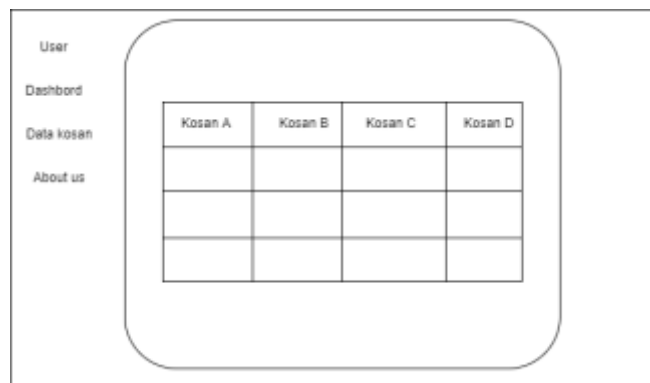 User
Dashbord
Data kosan
About us
Kosan A Kosan B Kosan C Kosan D